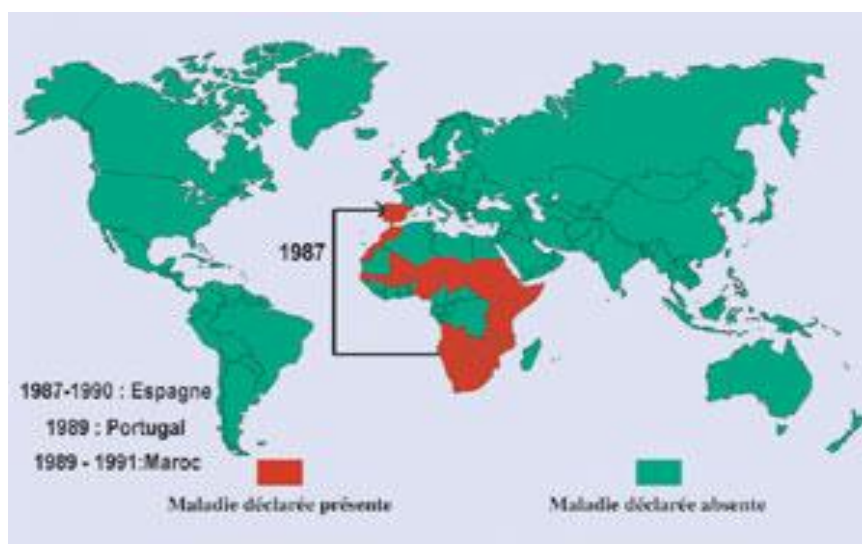 1987
1987-1990 : Espagne
1989 : Portugal
1989 - 1991:Maroc
Maladie déclarée présente
Maladie déclarée absente